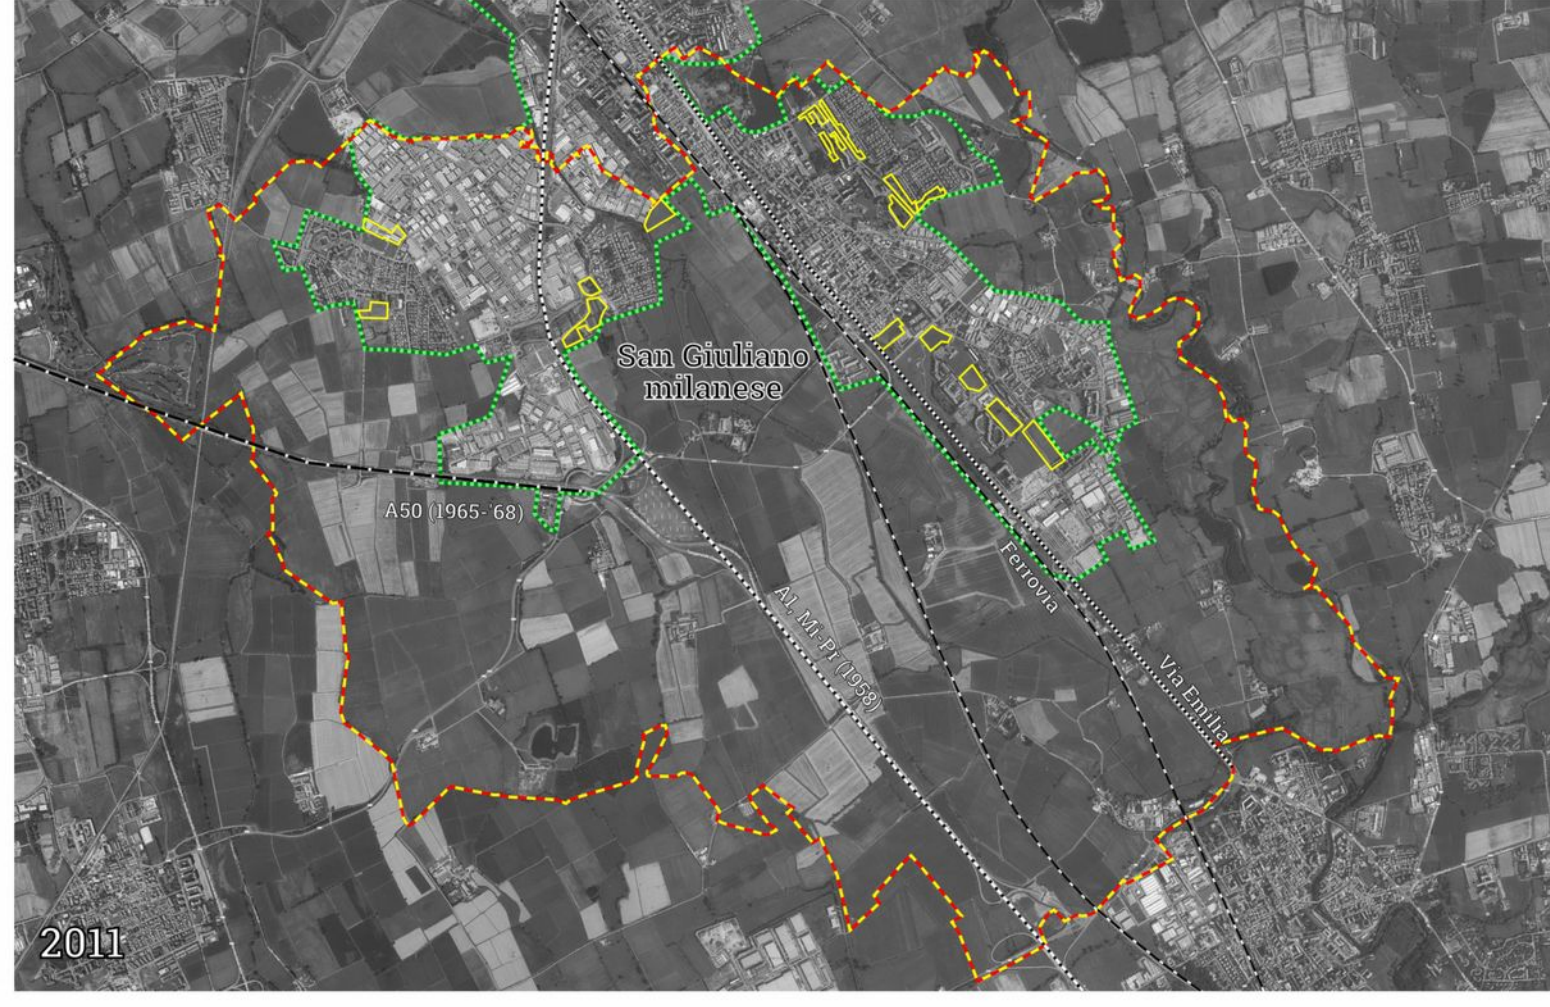 San Giuliano
milanese
A50 (1965-'68)
Ferrovia
A1, Mi-Pr (1958)
Via Emilia
2011